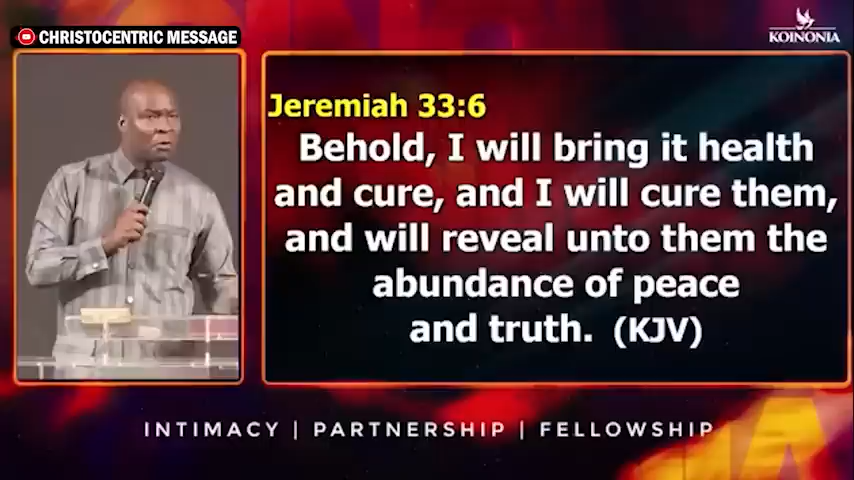 CHRISTOCENTRIC MESSAGE
KOINONIA
Jeremiah 33:6
Behold, I will bring it health
and cure, and I will cure them,
and will reveal unto them the
abundance of peace
and truth. (KJV)
INTIMACY | PARTNERSHIP | FELLOWSHIP